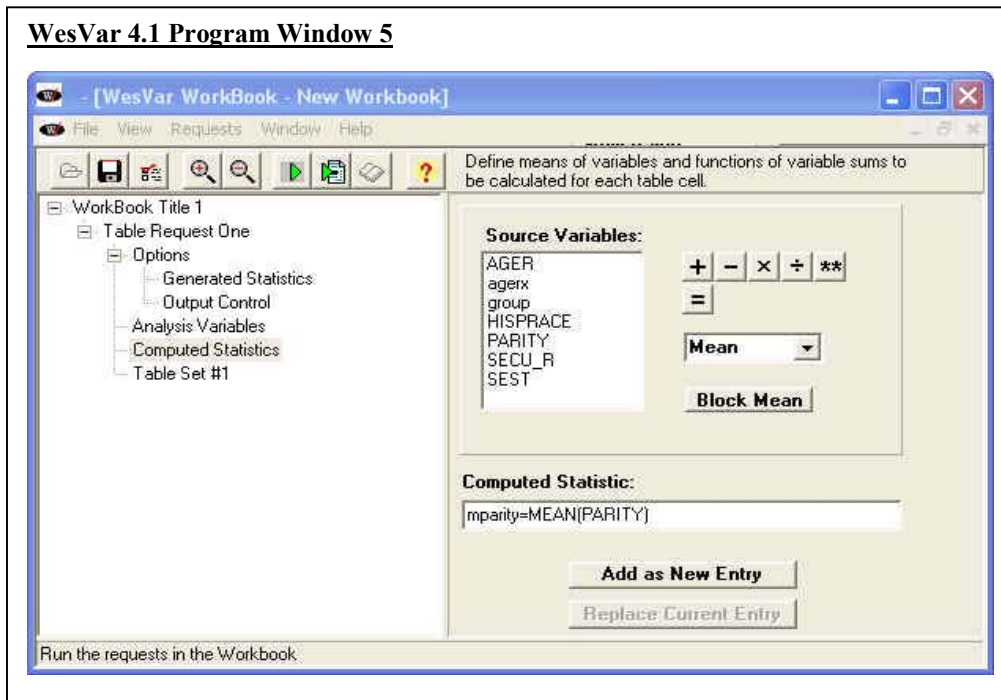 WesVar 4.1 Program Window 5
- [WesVar WorkBook - New Workbook]
File View Requests Window Help
Define means of variables and functions of variable sums to
be calculated for each table cell.
WorkBook Title 1
Table Request One
Options
Generated Statistics
Output Control
Analysis Variables
Computed Statistics
Table Set #1
Source Variables:
AGER
agerx
group
HISPRACE
PARITY
SECU_R
SEST
+ - × ÷ **
=
Mean
Block Mean
Computed Statistic:
mparity=MEAN(PARITY)
Add as New Entry
Replace Current Entry
Run the requests in the Workbook